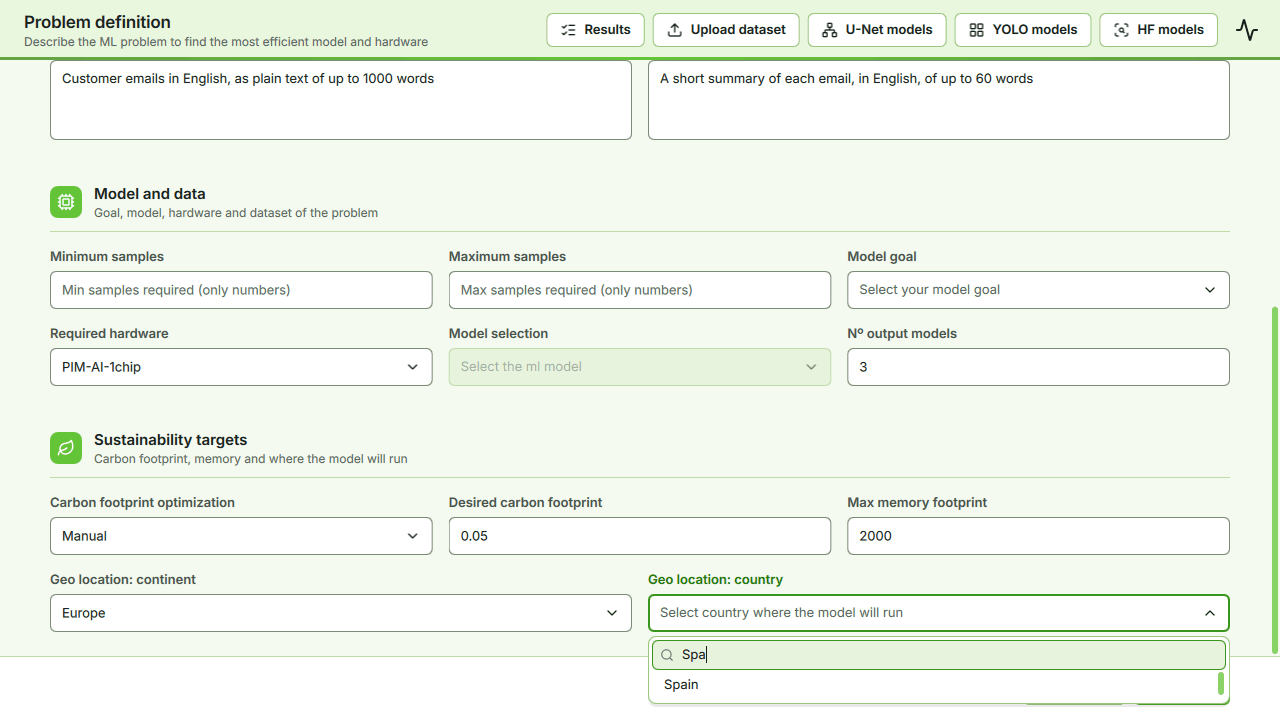 Problem definition
Describe the ML problem to find the most efficient model and hardware
Results
Upload dataset
U-Net models
YOLO models
HF models
Customer emails in English, as plain text of up to 1000 words
A short summary of each email, in English, of up to 60 words
Model and data
Goal, model, hardware and dataset of the problem
Minimum samples
Maximum samples
Model goal
Min samples required (only numbers)
Max samples required (only numbers)
Select your model goal
Required hardware
Model selection
Nº output models
PIM-AI-1chip
Select the ml model
3
Sustainability targets
Carbon footprint, memory and where the model will run
Carbon footprint optimization
Desired carbon footprint
Max memory footprint
Manual
0.05
2000
Geo location: continent
Geo location: country
Europe
Select country where the model will run
Spa
Spain